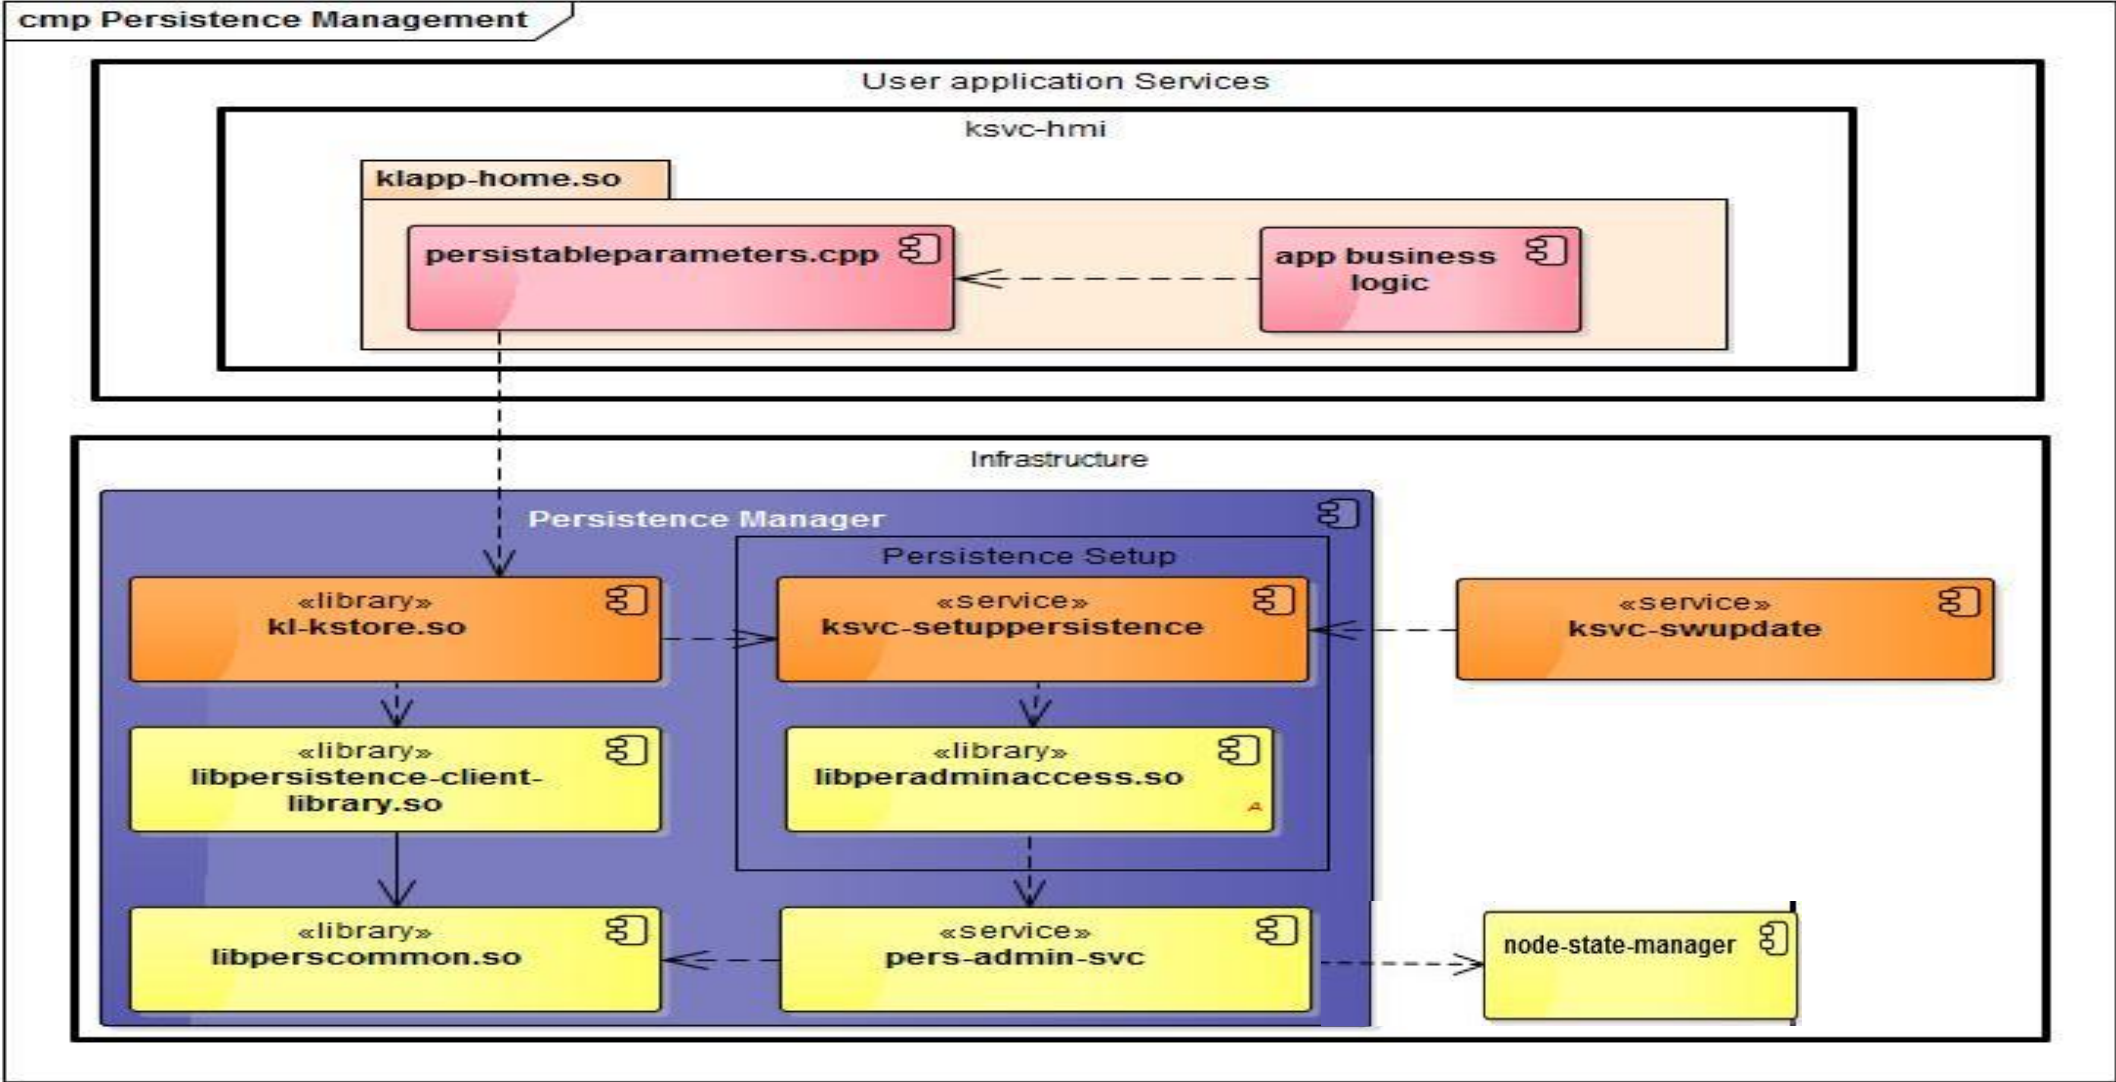 cmp Persistence Management
User application Services
ksvc-hmi
klapp-home.so
persistableparameters.cpp
app business
logic
Infrastructure
Persistence Manager
Persistence Setup
«library»
kl-kstore.so
«service»
ksvc-setuppersistence
«service»
ksvc-swupdate
«library»
libpersistence-client-
library.so
«library»
libperadminaccess.so
A
«library»
libperscommon.so
«service»
pers-admin-svc
node-state-manager